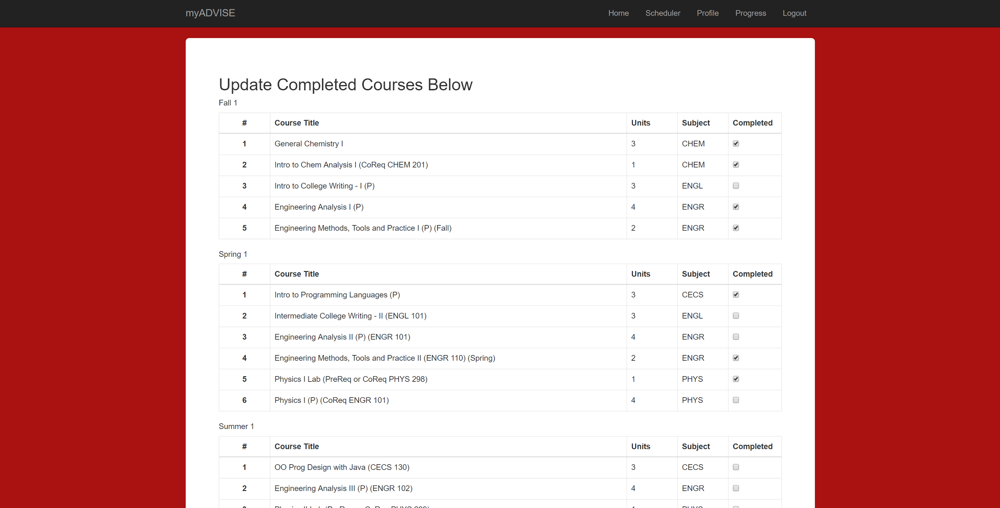 myADVISE Home Scheduler Profile Progress Logout
Update Completed Courses Below
Fall 1
# Course Title Units Subject Completed
1 General Chemistry I 3 CHEM
2 Intro to Chem Analysis I (CoReq CHEM 201) 1 CHEM
3 Intro to College Writing - I (P) 3 ENGL
4 Engineering Analysis I (P) 4 ENGR
5 Engineering Methods, Tools and Practice I (P) (Fall) 2 ENGR
Spring 1
# Course Title Units Subject Completed
1 Intro to Programming Languages (P) 3 CECS
2 Intermediate College Writing - II (ENGL 101) 3 ENGL
3 Engineering Analysis II (P) (ENGR 101) 4 ENGR
4 Engineering Methods, Tools and Practice II (ENGR 110) (Spring) 2 ENGR
5 Physics I Lab (PreReq or CoReq PHYS 298) 1 PHYS
6 Physics I (P) (CoReq ENGR 101) 4 PHYS
Summer 1
# Course Title Units Subject Completed
1 OO Prog Design with Java (CECS 130) 3 CECS
2 Engineering Analysis III (P) (ENGR 102) 4 ENGR